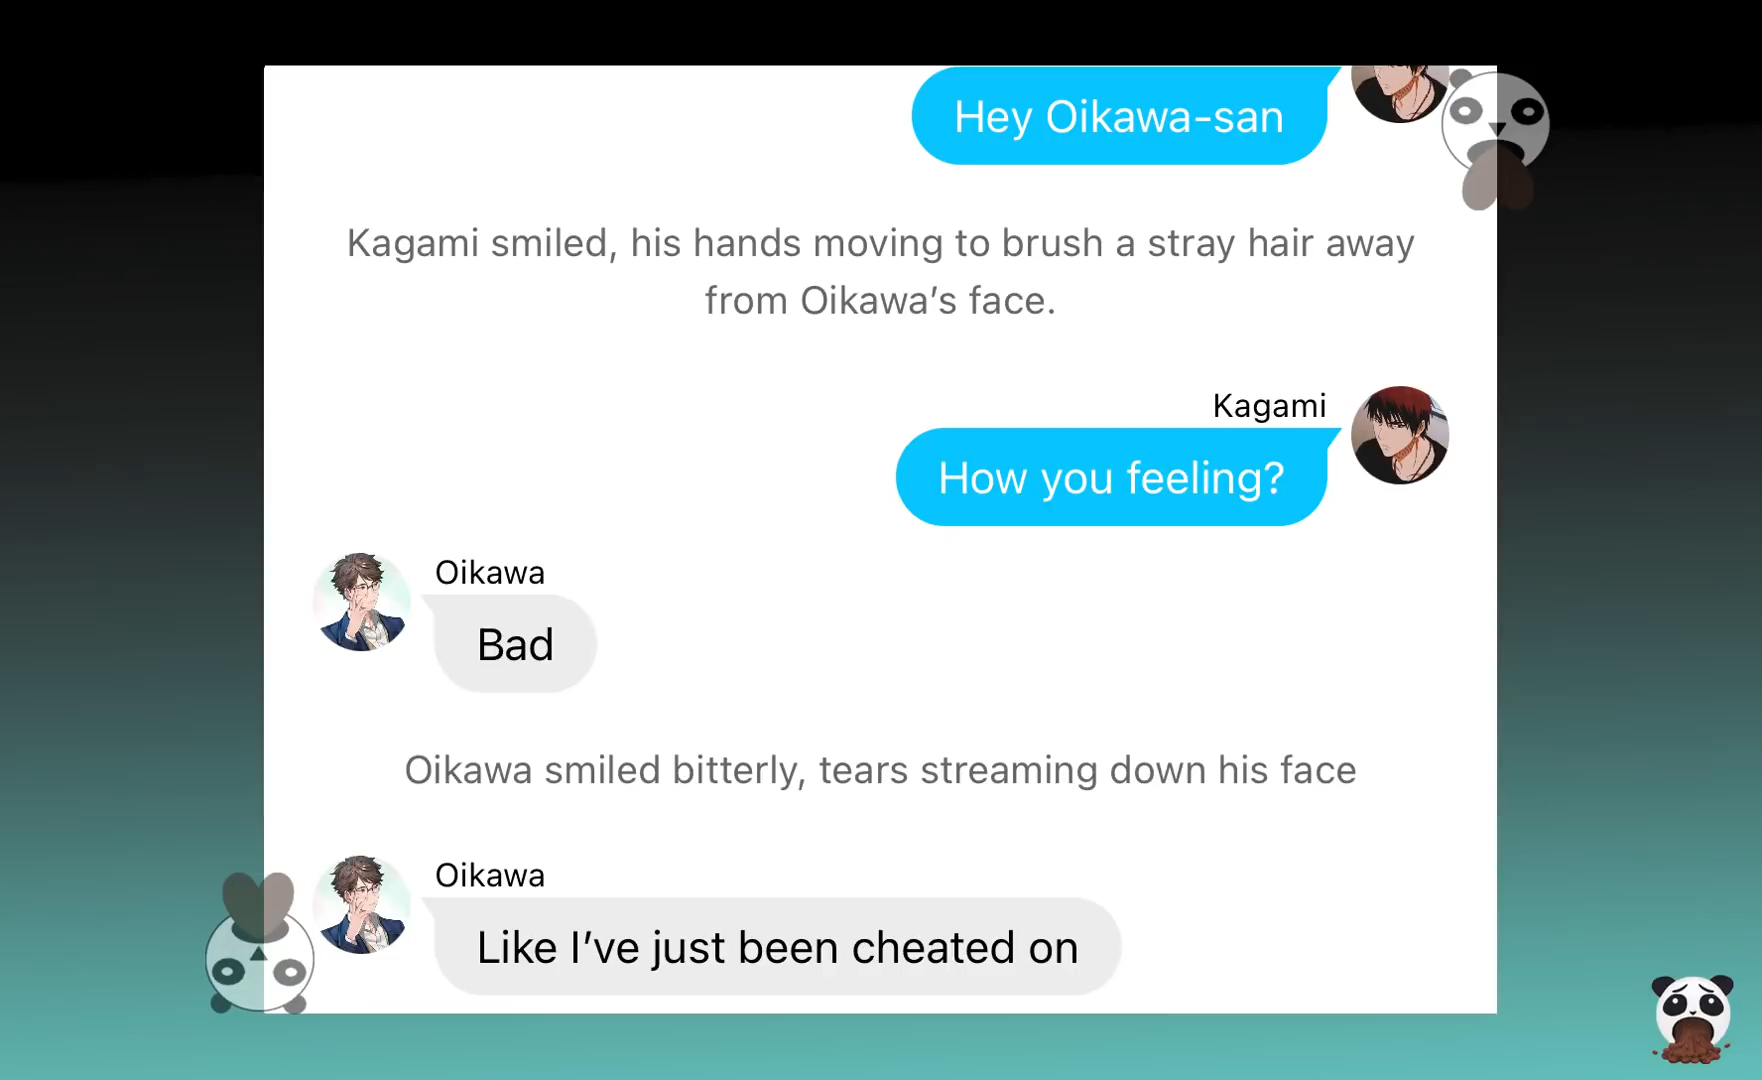 Hey Oikawa-san
Kagami smiled, his hands moving to brush a stray hair away
from Oikawa’s face.
Kagami
How you feeling?
Oikawa
Bad
Oikawa smiled bitterly, tears streaming down his face
Oikawa
Like I’ve just been cheated on